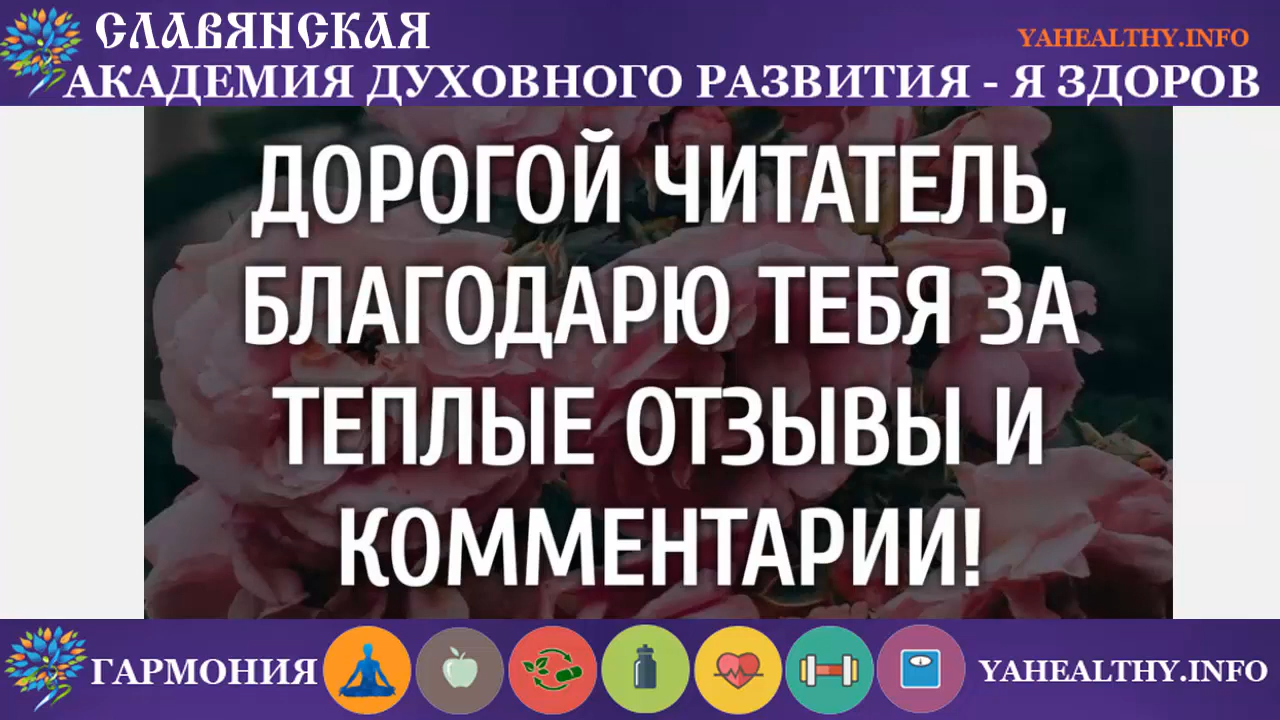 СЛАВЯНСКАЯ
YAHEALTHY.INFO
АКАДЕМИЯ ДУХОВНОГО РАЗВИТИЯ - Я ЗДОРОВ
ДОРОГОЙ ЧИТАТЕЛЬ,
БЛАГОДАРЮ ТЕБЯ ЗА
ТЕПЛЫЕ ОТЗЫВЫ И
КОММЕНТАРИИ!
ГАРМОНИЯ
YAHEALTHY.INFO